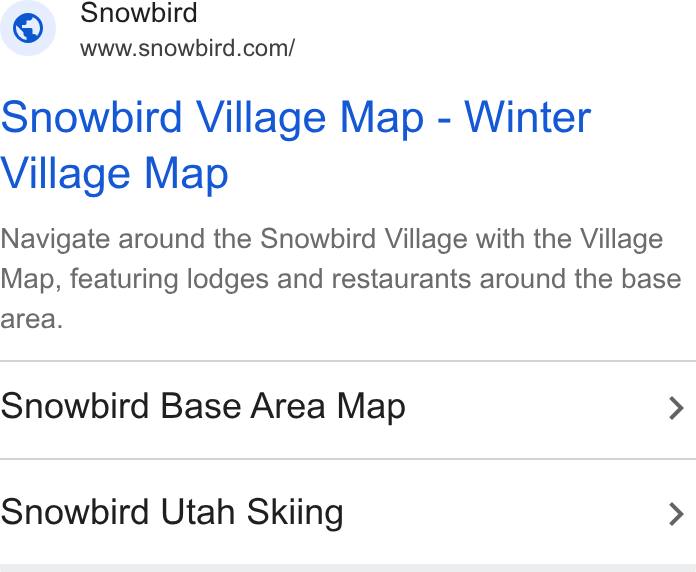 Snowbird
www.snowbird.com/
Snowbird Village Map - Winter
Village Map
Navigate around the Snowbird Village with the Village
Map, featuring lodges and restaurants around the base
area.
Snowbird Base Area Map
Snowbird Utah Skiing